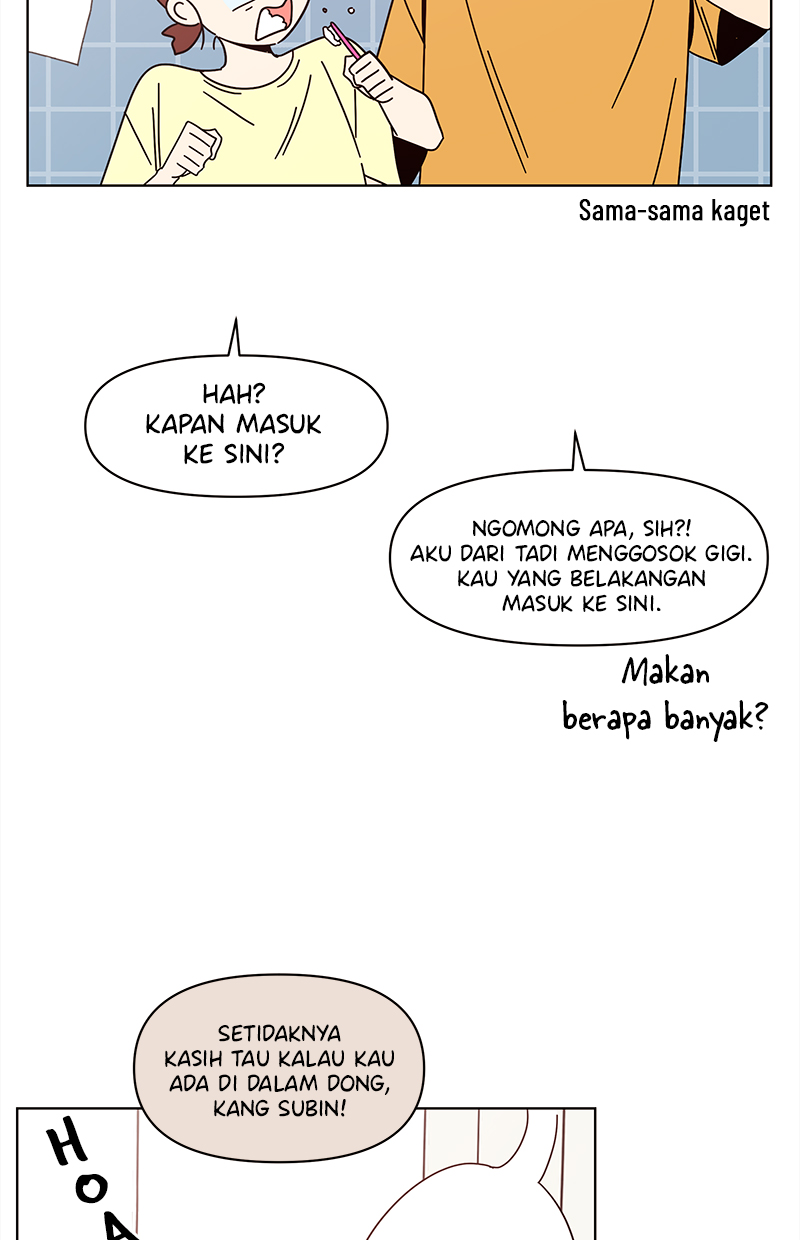 Sama-sama kaget
HAH?
KAPAN MASUK
KE SINI?
NGOMONG APA, SIH?!
AKU DARI TADI MENGGOSOK GIGI.
KAU YANG BELAKANGAN
MASUK KE SINI.
Makan
berapa banyak?
SETIDAKNYA
KASIH TAU KALAU KAU
ADA DI DALAM DONG,
KANG SUBIN!
HOA